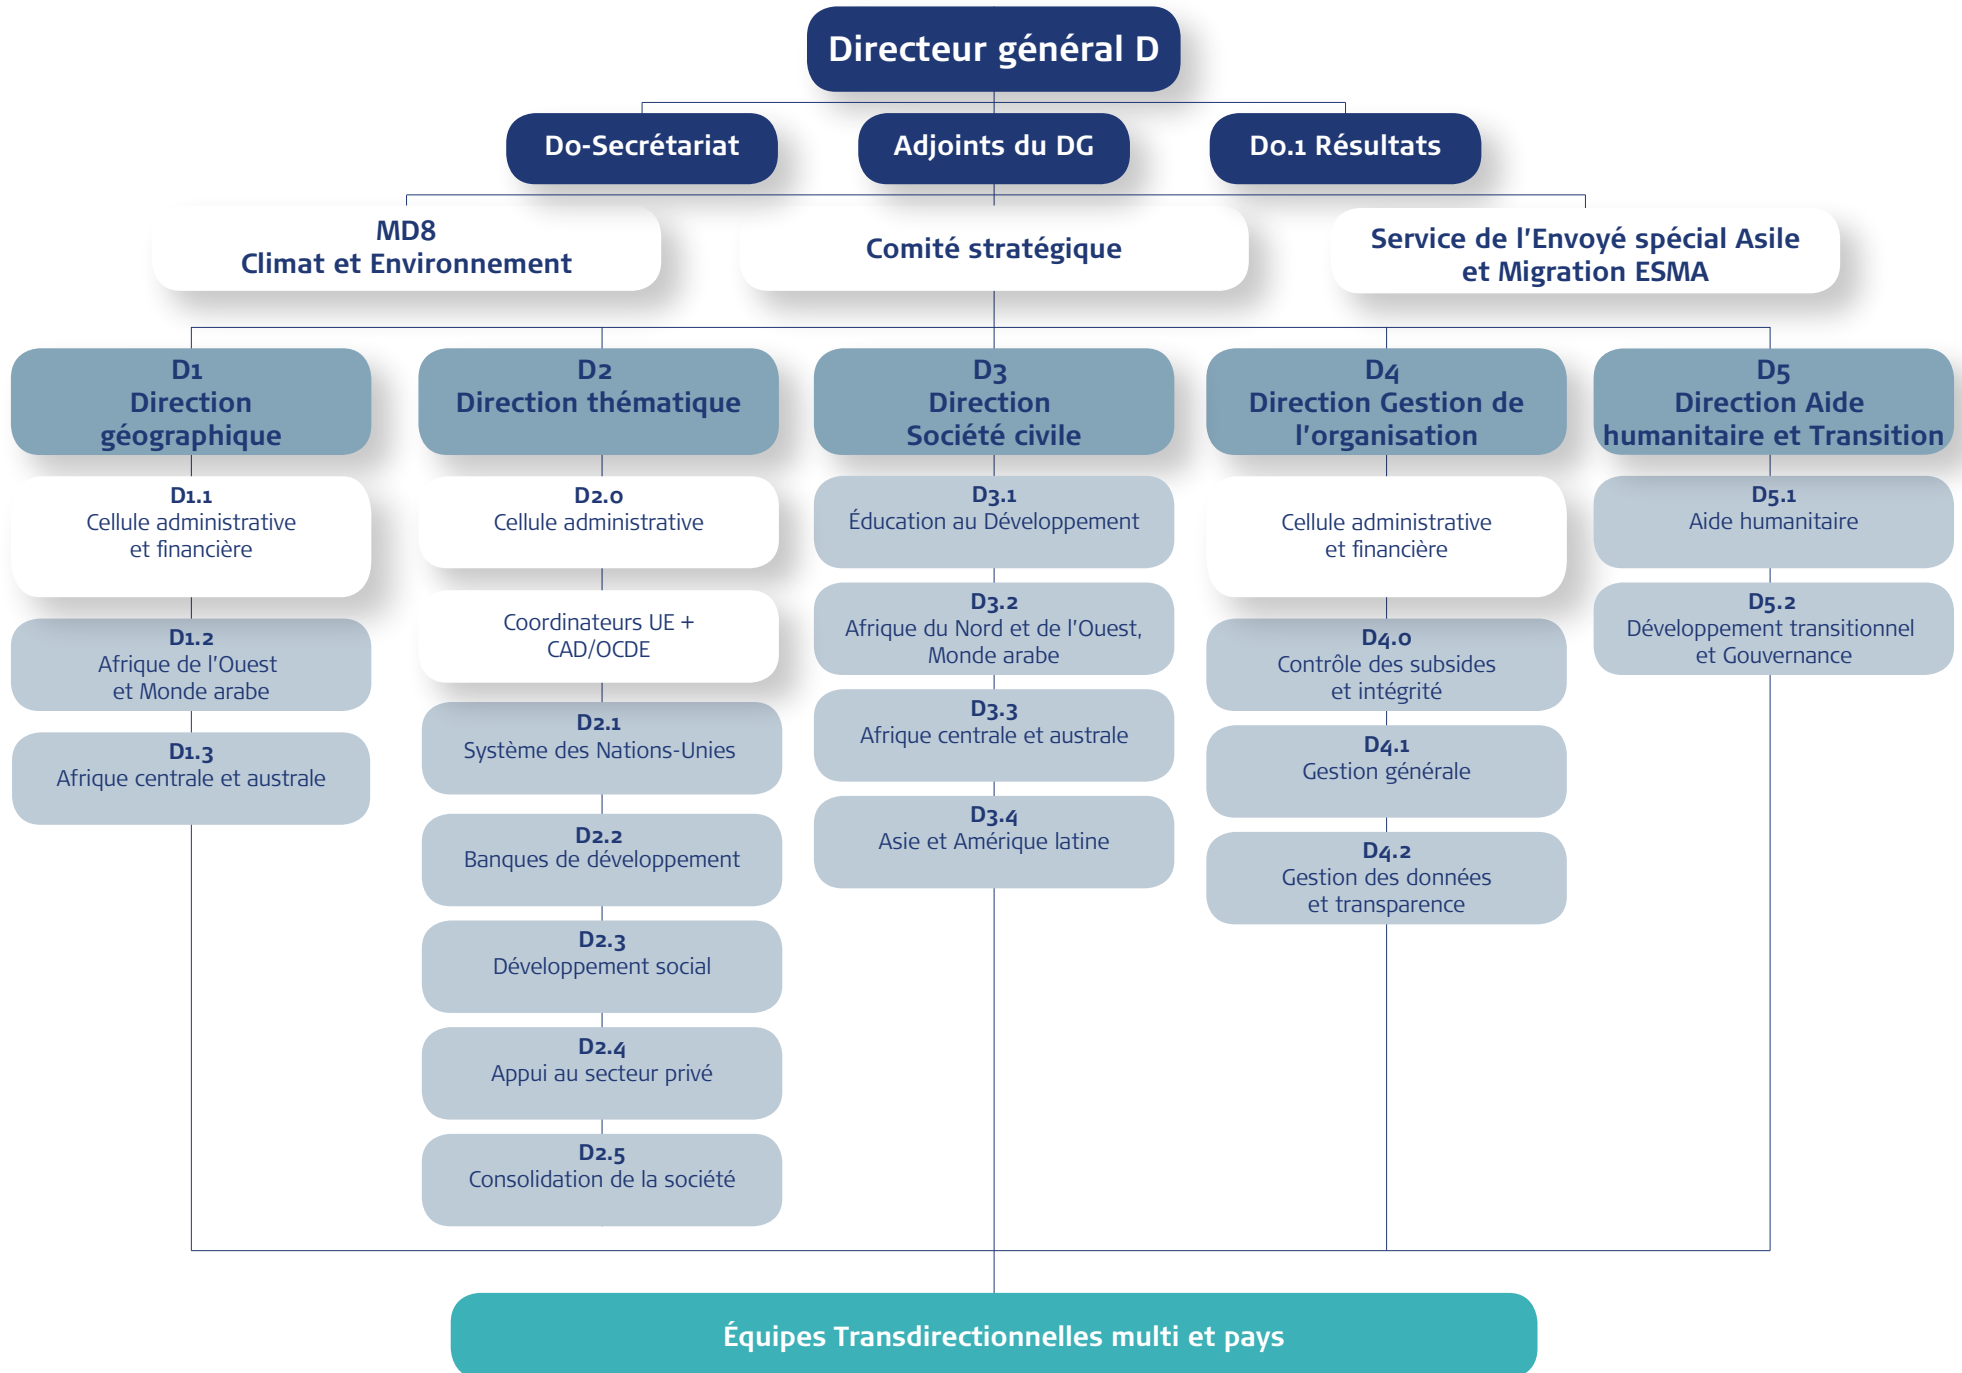 Directeur général D
D0-Secrétariat
Adjoints du DG
D0.1 Résultats
MD8
Climat et Environnement
Comité stratégique
Service de l'Envoyé spécial Asile
et Migration ESMA
D1
Direction
géographique
D1.1
Cellule administrative
et financière
D1.2
Afrique de l'Ouest
et Monde arabe
D1.3
Afrique centrale et australe
D2
Direction thématique
D2.0
Cellule administrative
Coordinateurs UE +
CAD/OCDE
D2.1
Système des Nations-Unies
D2.2
Banques de développement
D2.3
Développement social
D2.4
Appui au secteur privé
D2.5
Consolidation de la société
D3
Direction
Société civile
D3.1
Éducation au Développement
D3.2
Afrique du Nord et de l'Ouest,
Monde arabe
D3.3
Afrique centrale et australe
D3.4
Asie et Amérique latine
D4
Direction Gestion de
l'organisation
Cellule administrative
et financière
D4.0
Contrôle des subsides
et intégrité
D4.1
Gestion générale
D4.2
Gestion des données
et transparence
D5
Direction Aide
humanitaire et Transition
D5.1
Aide humanitaire
D5.2
Développement transitionnel
et Gouvernance
Équipes Transdirectionnelles multi et pays